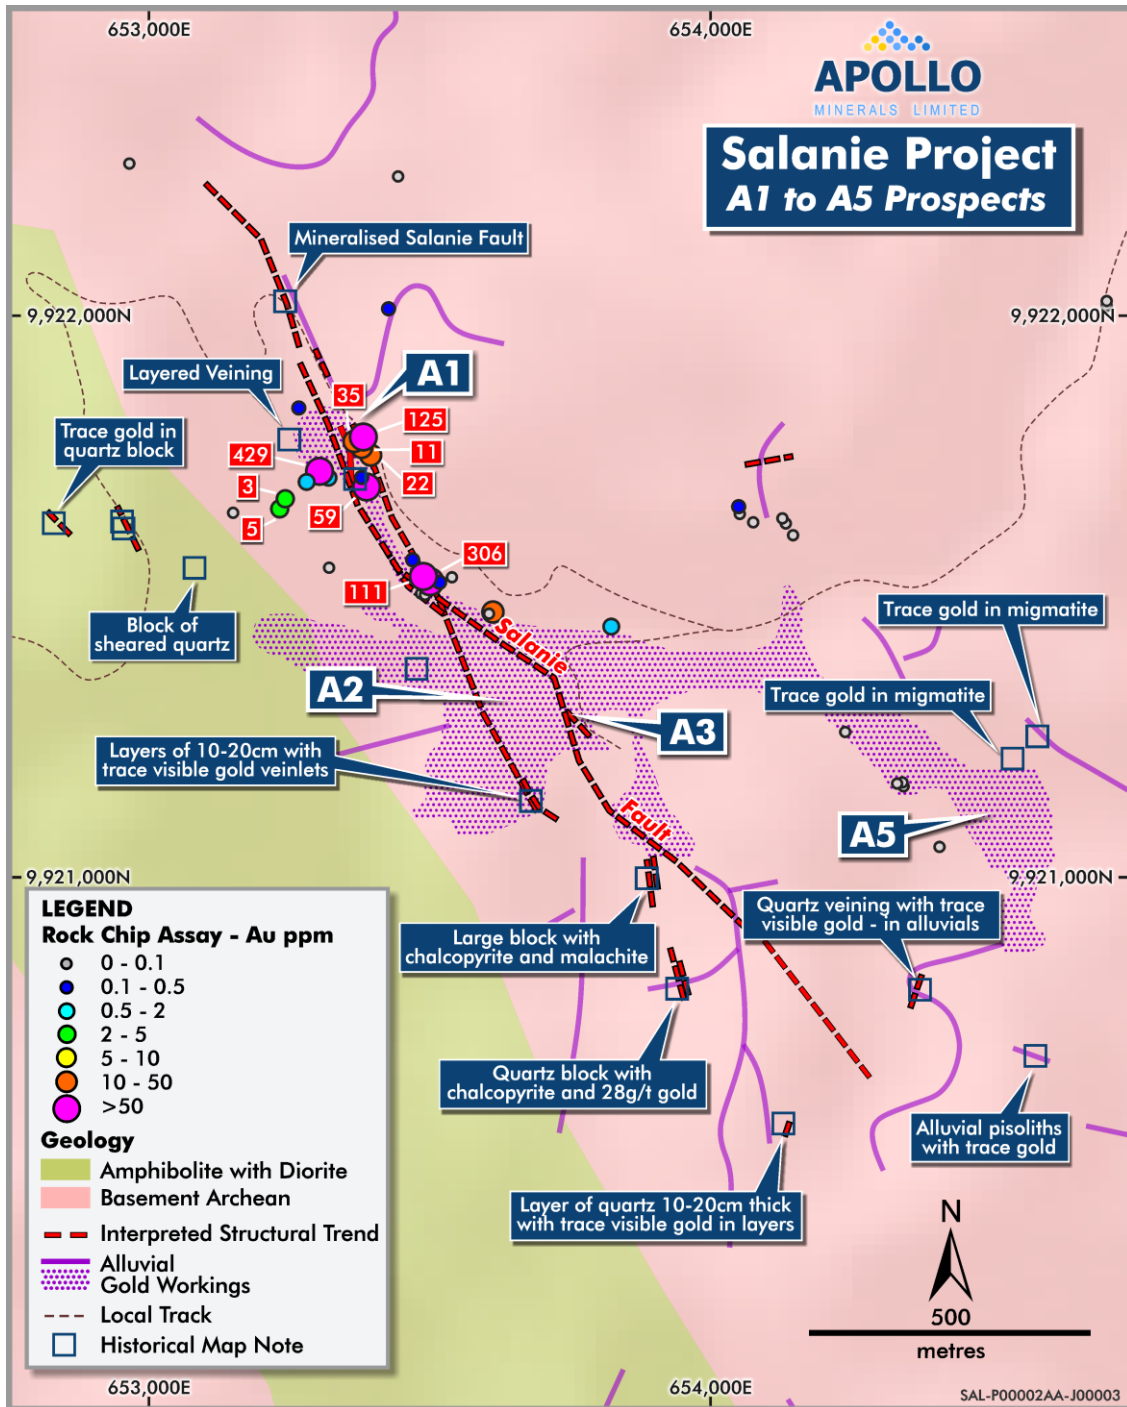 653,000E
654,000E
APOLLO
MINERALS LIMITED
Salanie Project
A1 to A5 Prospects
Mineralised Salanie Fault
9,922,000N
9,922,000N
Layered Veining
A1
35
125
Trace gold in
quartz block
429
11
3
22
5
59
306
111
Block of
sheared quartz
Trace gold in migmatite
Salanie
A2
Trace gold in migmatite
A3
Layers of 10-20cm with
trace visible gold veinlets
Fault
A5
9,921,000N
9,921,000N
Quartz veining with trace
visible gold - in alluvials
Large block with
chalcopyrite and malachite
Quartz block with
chalcopyrite and 28g/t gold
Alluvial pisoliths
with trace gold
Layer of quartz 10-20cm thick
with trace visible gold in layers
LEGEND
Rock Chip Assay - Au ppm
0 - 0.1
0.1 - 0.5
0.5 - 2
2 - 5
5 - 10
10 - 50
>50
Geology
Amphibolite with Diorite
Basement Archean
Interpreted Structural Trend
Alluvial
Gold Workings
Local Track
Historical Map Note
N
500
metres
653,000E
654,000E
SAL-P00002AA-J00003